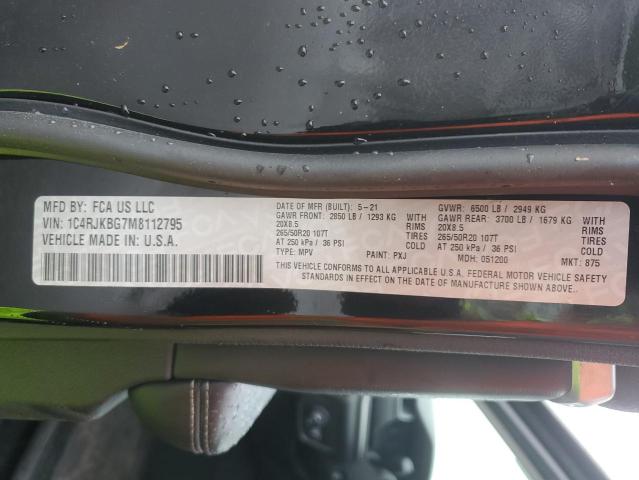 MFD BY: FCA US LLC
VIN: 1C4RJKBG7M8112795
VEHICLE MADE IN: U.S.A.
DATE OF MFR (BUILT): 5-21
GAWR FRONT: 2850 LB / 1293 KG WITH
20X8.5 RIMS
265/50R20 107T TIRES
AT 250 kPa / 36 PSI COLD
TYPE: MPV PAINT: PXJ
GVWR: 6500 LB / 2949 KG
GAWR REAR: 3700 LB / 1679 KG WITH
20X8.5 RIMS
265/50R20 107T TIRES
AT 250 kPa / 36 PSI COLD
MDH: 051200 MKT: 875
THIS VEHICLE CONFORMS TO ALL APPLICABLE U.S.A. FEDERAL MOTOR VEHICLE SAFETY
STANDARDS IN EFFECT ON THE DATE OF MANUFACTURE SHOWN ABOVE..